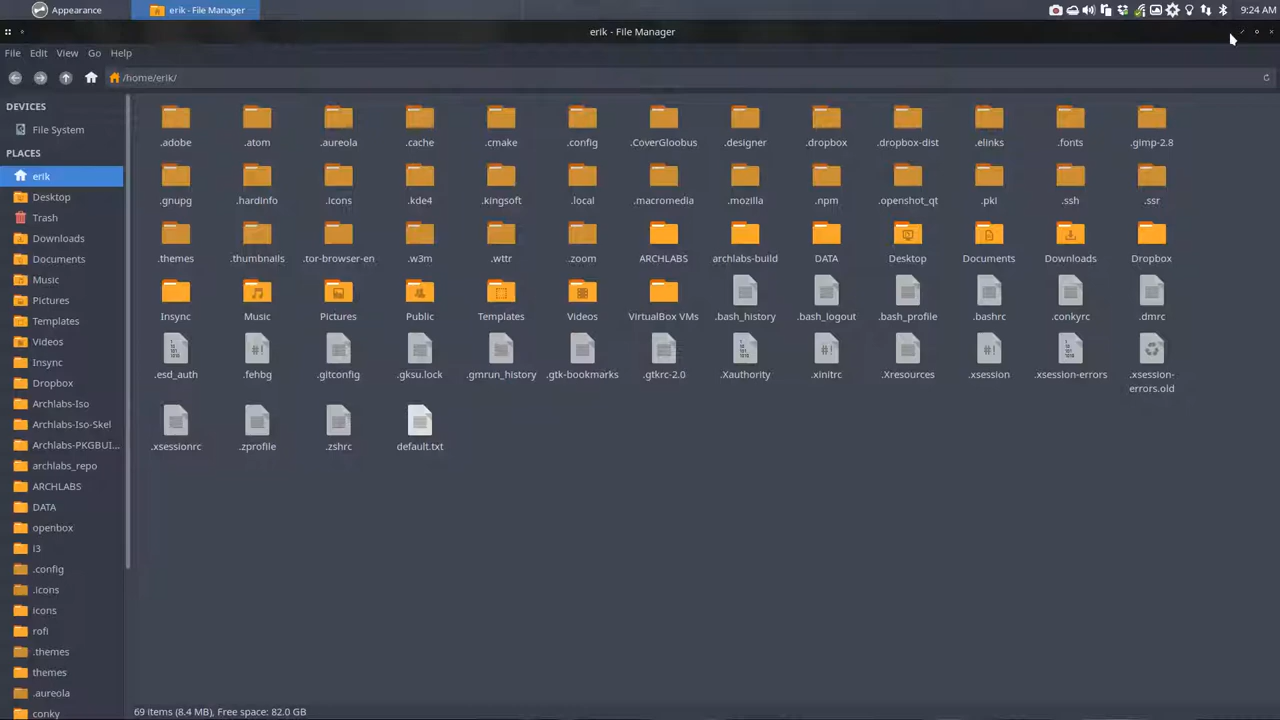 Appearance
erik - File Manager
9:24 AM
erik - File Manager
File Edit View Go Help
/home/erik/
DEVICES
File System
PLACES
erik
Desktop
Trash
Downloads
Documents
Music
Pictures
Templates
Videos
Insync
Dropbox
Archlabs-Iso
Archlabs-Iso-Skel
Archlabs-PKGBUI...
archlabs_repo
ARCHLABS
DATA
openbox
i3
.config
.icons
icons
rofi
.themes
themes
.aureola
conky
.adobe .atom .aureola .cache .cmake .config .CoverGloobus .designer .dropbox .dropbox-dist .elinks .fonts .gimp-2.8
.gnupg .hardinfo .icons .kde4 .kingsoft .local .macromedia .mozilla .npm .openshot_qt .pki .ssh .ssr
.themes .thumbnails .tor-browser-en .w3m .wttr .zoom ARCHLABS archlabs-build DATA Desktop Documents Downloads Dropbox
Insync Music Pictures Public Templates Videos VirtualBox VMs .bash_history .bash_logout .bash_profile .bashrc .conkyrc .dmrc
.esd_auth .fehbg .gitconfig .gksu.lock .gmrun_history .gtk-bookmarks .gtkrc-2.0 .Xauthority .xinitrc .Xresources .xsession .xsession-errors .xsession-
errors.old
.xsessionrc .zprofile .zshrc default.txt
69 items (8.4 MB), Free space: 82.0 GB